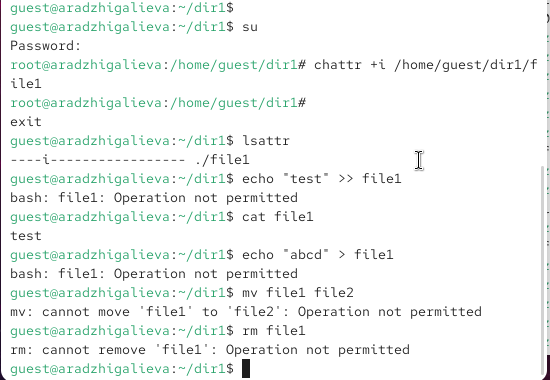 guest@aradzhigalieva:~/dir1$
guest@aradzhigalieva:~/dir1$ su
Password:
root@aradzhigalieva:/home/guest/dir1# chattr +i /home/guest/dir1/f
ile1
root@aradzhigalieva:/home/guest/dir1#
exit
guest@aradzhigalieva:~/dir1$ lsattr
----i----------------- ./file1
guest@aradzhigalieva:~/dir1$ echo "test" >> file1
bash: file1: Operation not permitted
guest@aradzhigalieva:~/dir1$ cat file1
test
guest@aradzhigalieva:~/dir1$ echo "abcd" > file1
bash: file1: Operation not permitted
guest@aradzhigalieva:~/dir1$ mv file1 file2
mv: cannot move 'file1' to 'file2': Operation not permitted
guest@aradzhigalieva:~/dir1$ rm file1
rm: cannot remove 'file1': Operation not permitted
guest@aradzhigalieva:~/dir1$